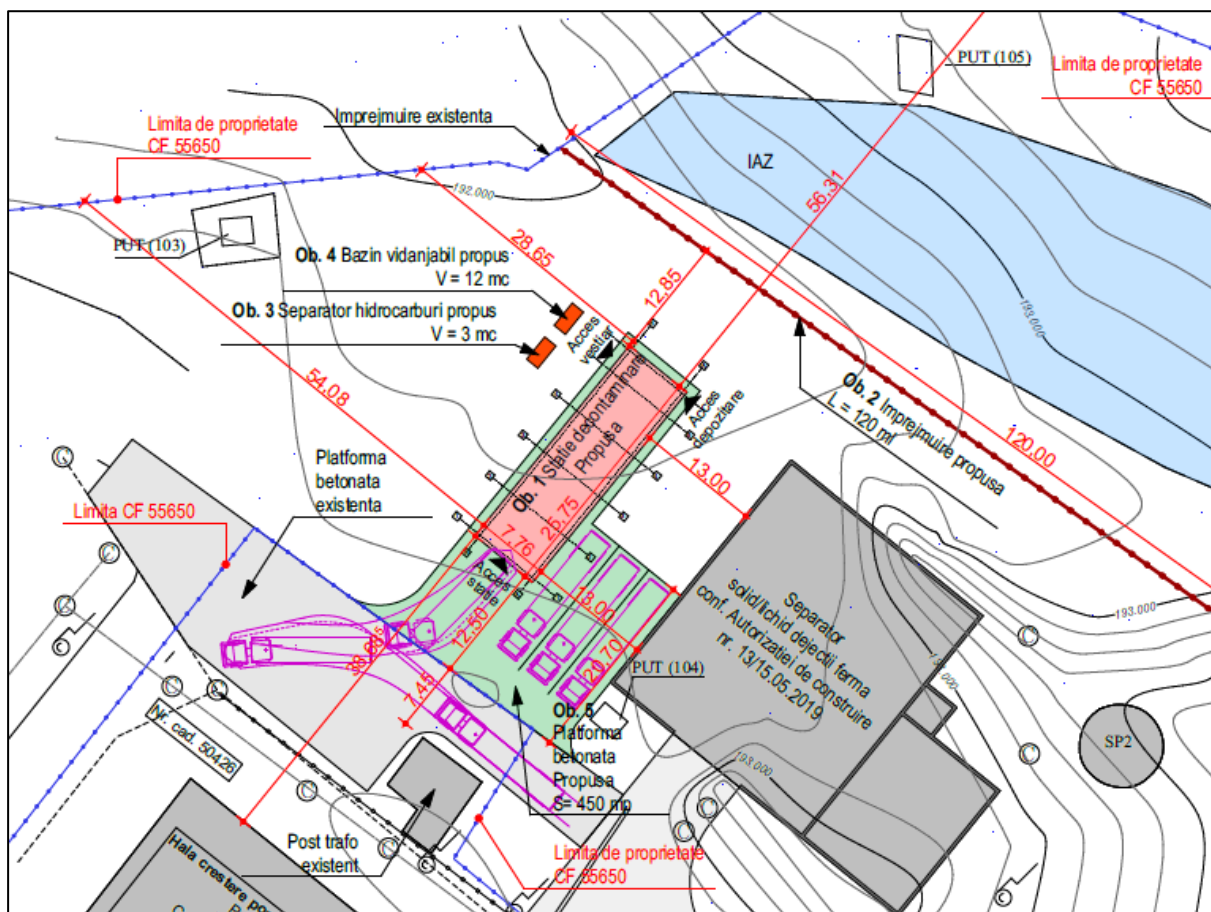 PUT (105)
Limita de proprietate
CF 55650
Limita de proprietate
CF 55650
Imprejmuire existenta
IAZ
192.000
56,31
PUT (103)
28,65
Ob. 4 Bazin vidanjabil propus
V = 12 mc
12,85
Ob. 3 Separator hidrocarburi propus
V = 3 mc
193.000
Acces
vestiar
54,08
Ob. 1 Statie decontaminare
Propusa
Acces
depozitare
Ob. 2 Imprejmuire propusa
L = 120 ml
120,00
Platforma
betonata
existenta
13,00
Limita CF 55650
25,75
7,76
Acces
statie
Separator
solid/lichid dejectii ferma
conf. Autorizatiei de construire
nr. 13/15.05.2019
193.000
18,00
12,50
20,70
PUT (104)
7,45
Nr. cad. 50426
Ob. 5
Platforma
betonata
Propusa
S= 450 mp
SP2
193.000
Post trafo
existent
Limita de proprietate
CF 55650
Hala crestere